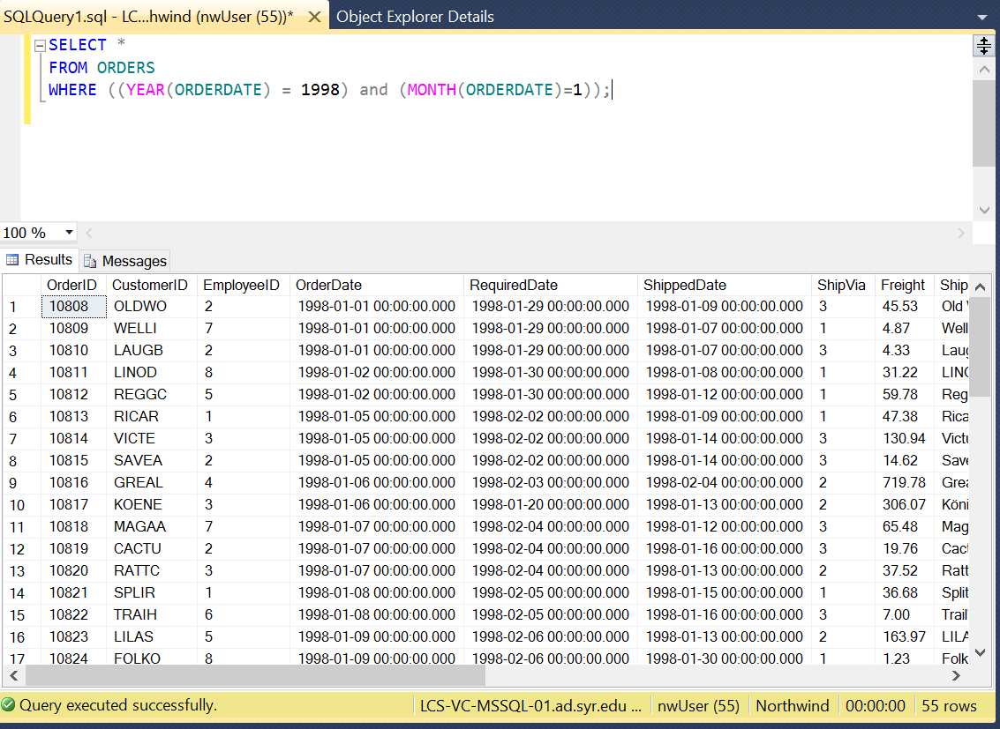 SQLQuery1.sql - LC...hwind (nwUser (55))* Object Explorer Details
SELECT *
FROM ORDERS
WHERE ((YEAR(ORDERDATE) = 1998) and (MONTH(ORDERDATE)=1));
100 %
Results Messages
OrderID CustomerID EmployeeID OrderDate RequiredDate ShippedDate ShipVia Freight Ship
1 10808 OLDWO 2 1998-01-01 00:00:00.000 1998-01-29 00:00:00.000 1998-01-09 00:00:00.000 3 45.53 Old
2 10809 WELLI 7 1998-01-01 00:00:00.000 1998-01-29 00:00:00.000 1998-01-07 00:00:00.000 1 4.87 Well
3 10810 LAUGB 2 1998-01-01 00:00:00.000 1998-01-29 00:00:00.000 1998-01-07 00:00:00.000 3 4.33 Laug
4 10811 LINOD 8 1998-01-02 00:00:00.000 1998-01-30 00:00:00.000 1998-01-08 00:00:00.000 1 31.22 LINO
5 10812 REGGC 5 1998-01-02 00:00:00.000 1998-01-30 00:00:00.000 1998-01-12 00:00:00.000 1 59.78 Reg
6 10813 RICAR 1 1998-01-05 00:00:00.000 1998-02-02 00:00:00.000 1998-01-09 00:00:00.000 1 47.38 Rica
7 10814 VICTE 3 1998-01-05 00:00:00.000 1998-02-02 00:00:00.000 1998-01-14 00:00:00.000 3 130.94 Victu
8 10815 SAVEA 2 1998-01-05 00:00:00.000 1998-02-02 00:00:00.000 1998-01-14 00:00:00.000 3 14.62 Save
9 10816 GREAL 4 1998-01-06 00:00:00.000 1998-02-03 00:00:00.000 1998-02-04 00:00:00.000 2 719.78 Grea
10 10817 KOENE 3 1998-01-06 00:00:00.000 1998-01-20 00:00:00.000 1998-01-13 00:00:00.000 2 306.07 Köni
11 10818 MAGAA 7 1998-01-07 00:00:00.000 1998-02-04 00:00:00.000 1998-01-12 00:00:00.000 3 65.48 Mag
12 10819 CACTU 2 1998-01-07 00:00:00.000 1998-02-04 00:00:00.000 1998-01-16 00:00:00.000 3 19.76 Cact
13 10820 RATTC 3 1998-01-07 00:00:00.000 1998-02-04 00:00:00.000 1998-01-13 00:00:00.000 2 37.52 Ratt
14 10821 SPLIR 1 1998-01-08 00:00:00.000 1998-02-05 00:00:00.000 1998-01-15 00:00:00.000 1 36.68 Split
15 10822 TRAIH 6 1998-01-08 00:00:00.000 1998-02-05 00:00:00.000 1998-01-16 00:00:00.000 3 7.00 Trail
16 10823 LILAS 5 1998-01-09 00:00:00.000 1998-02-06 00:00:00.000 1998-01-13 00:00:00.000 2 163.97 LILA
17 10824 FOLKO 8 1998-01-09 00:00:00.000 1998-02-06 00:00:00.000 1998-01-30 00:00:00.000 1 1.23 Folk
Query executed successfully. LCS-VC-MSSQL-01.ad.syr.edu ... nwUser (55) Northwind 00:00:00 55 rows